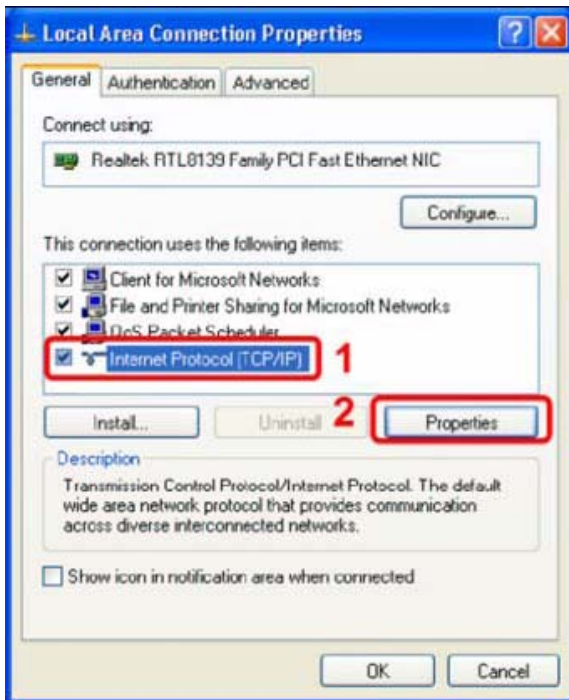 Local Area Connection Properties
General Authentication Advanced
Connect using:
Realtek RTL8139 Family PCI Fast Ethernet NIC
Configure...
This connection uses the following items:
Client for Microsoft Networks
File and Printer Sharing for Microsoft Networks
QoS Packet Scheduler
Internet Protocol (TCP/IP) 1
Install... Uninstall 2 Properties
Description
Transmission Control Protocol/Internet Protocol. The default
wide area network protocol that provides communication
across diverse interconnected networks.
Show icon in notification area when connected
OK Cancel